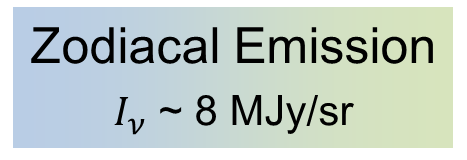 Zodiacal Emission
𝐼𝜈 ~ 8 MJy/sr